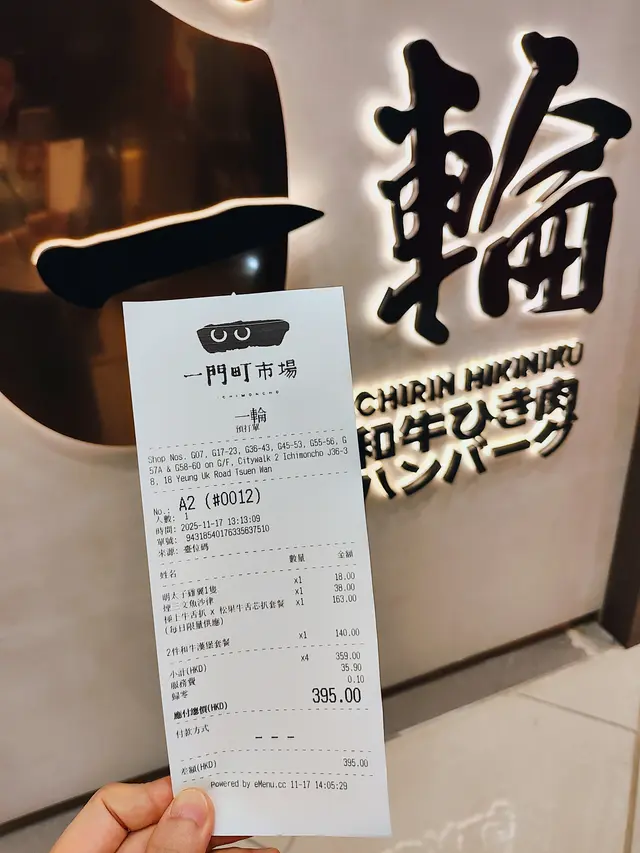 一輪
ICHIRIN HIKINIKU
和牛ひき肉
ハンバーグ
一門町市場
一輪
預打單
Shop Nos. G07, G17-23, G36-43, G45-53, G55-56, G
57A & G58-60 on G/F, Citywalk 2 Ichimoncho J36-3
8, 18 Yeung Uk Road Tsuen Wan
No.: A2 (#0012)
人數: 1
時間: 2025-11-17 13:13:09
單號: 94318540176335637510
來源: 臺位碼
姓名 數量 金額
明太子雞翼1隻 x1 18.00
煙三文魚沙律 x1 38.00
極上牛舌扒 x 松果牛舌芯扒套餐 x1 163.00
(每日限量供應)
2件和牛漢堡套餐 x1 140.00
小計(HKD) x4 359.00
服務費 35.90
歸零 0.10
應付總價(HKD) 395.00
付款方式
---
差額(HKD) 395.00
Powered by eMenu.cc 11-17 14:05:29